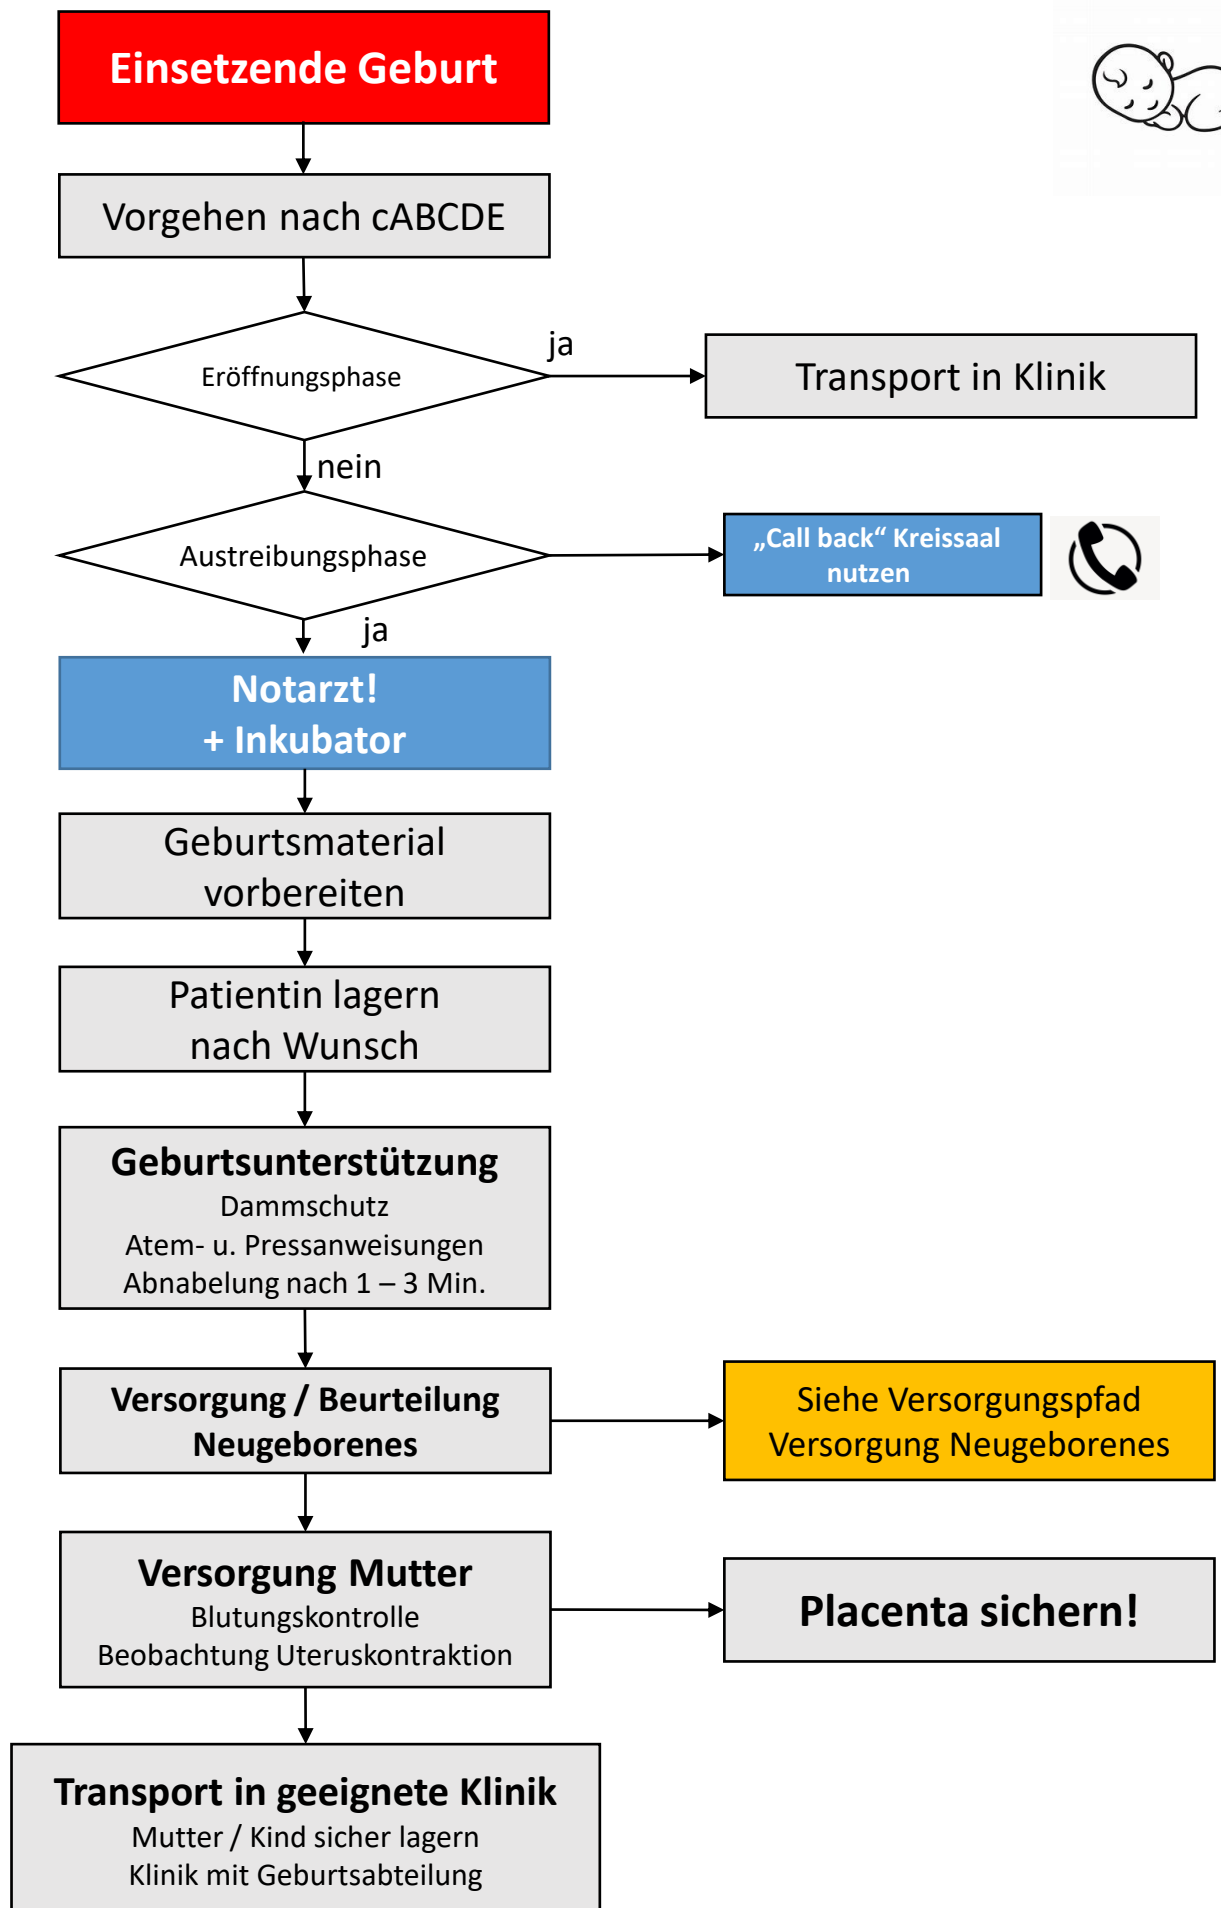 Einsetzende Geburt
Vorgehen nach cABCDE
Eröffnungsphase
ja
Transport in Klinik
nein
Austreibungsphase
„Call back“ Kreissaal
nutzen
ja
Notarzt!
+ Inkubator
Geburtsmaterial
vorbereiten
Patientin lagern
nach Wunsch
Geburtsunterstützung
Dammschutz
Atem- u. Pressanweisungen
Abnabelung nach 1 – 3 Min.
Versorgung / Beurteilung
Neugeborenes
Siehe Versorgungspfad
Versorgung Neugeborenes
Versorgung Mutter
Blutungskontrolle
Beobachtung Uteruskontraktion
Placenta sichern!
Transport in geeignete Klinik
Mutter / Kind sicher lagern
Klinik mit Geburtsabteilung